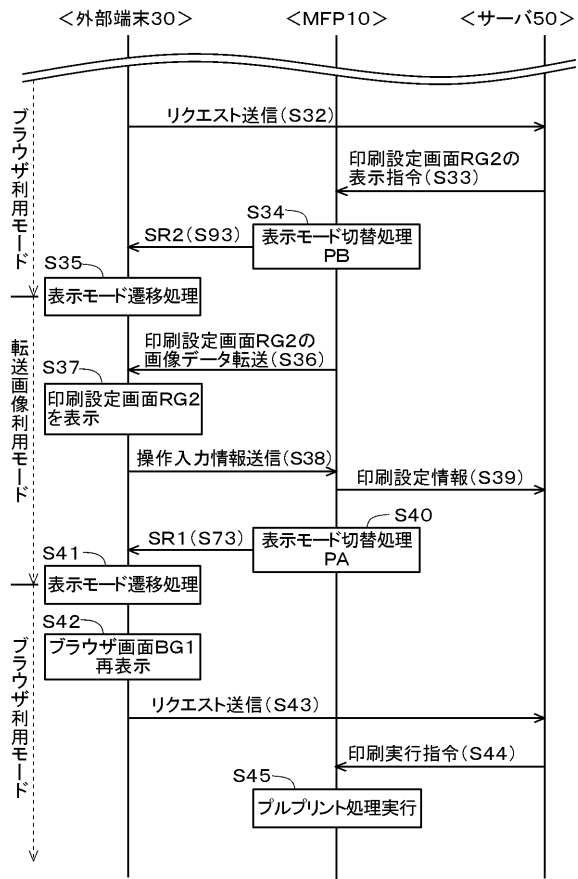 <外部端末30>
<MFP10>
<サーバ50>
ブラウザ利用モード
リクエスト送信(S32)
印刷設定画面RG2の
表示指令(S33)
S34
表示モード切替処理
PB
SR2(S93)
S35
表示モード遷移処理
転送画像利用モード
印刷設定画面RG2の
画像データ転送(S36)
S37
印刷設定画面RG2
を表示
操作入力情報送信(S38)
印刷設定情報(S39)
S40
表示モード切替処理
PA
SR1(S73)
S41
表示モード遷移処理
ブラウザ利用モード
S42
ブラウザ画面BG1
再表示
リクエスト送信(S43)
印刷実行指令(S44)
S45
プルプリント処理実行